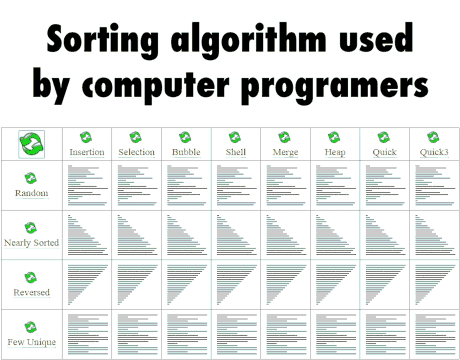 Sorting algorithm used
by computer programers
Insertion Selection Bubble Shell Merge Heap Quick Quick3
Random
Nearly Sorted
Reversed
Few Unique